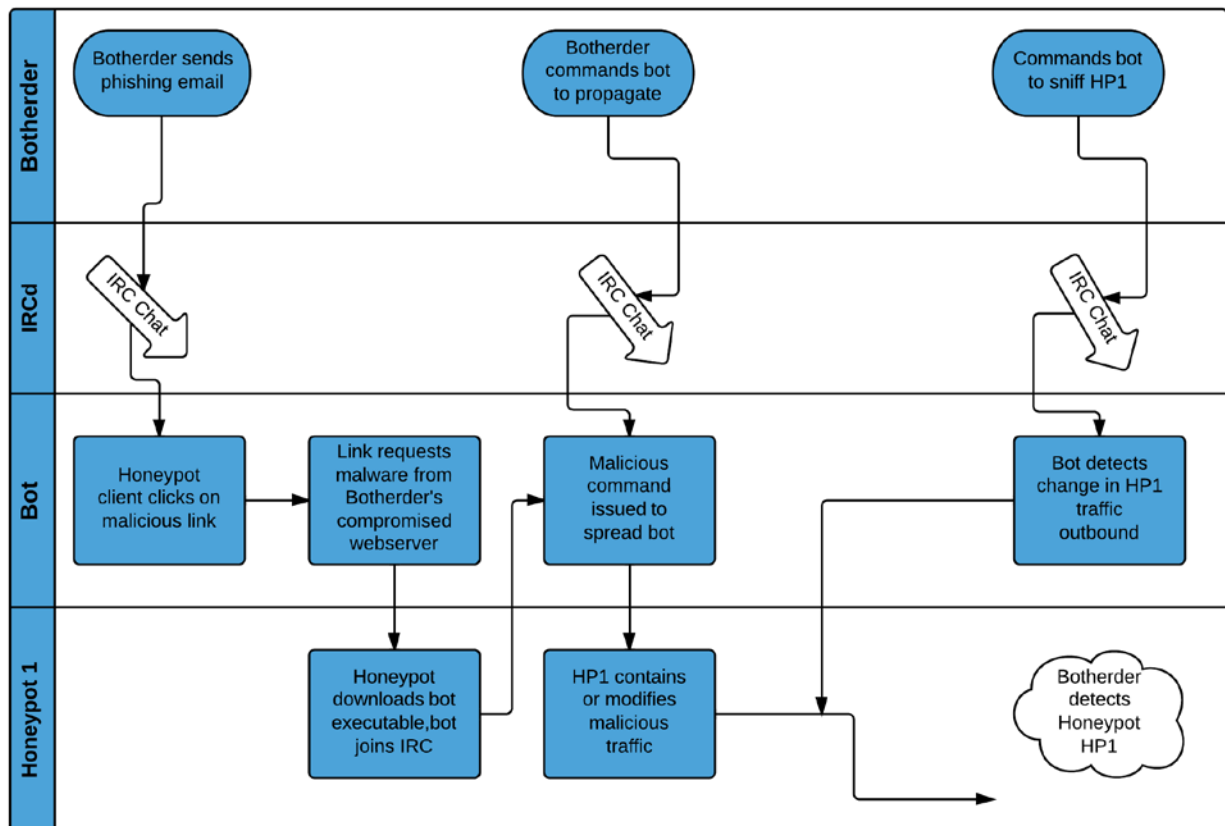 Botherder
Botherder sends
phishing email
Botherder
commands bot
to propagate
Commands bot
to sniff HP1
IRCd
IRC Chat
IRC Chat
IRC Chat
Bot
Honeypot
client clicks on
malicious link
Link requests
malware from
Botherder's
compromised
webserver
Malicious
command
issued to
spread bot
Bot detects
change in HP1
traffic
outbound
Honeypot 1
Honeypot
downloads bot
executable,bot
joins IRC
HP1 contains
or modifies
malicious
traffic
Botherder
detects
Honeypot
HP1